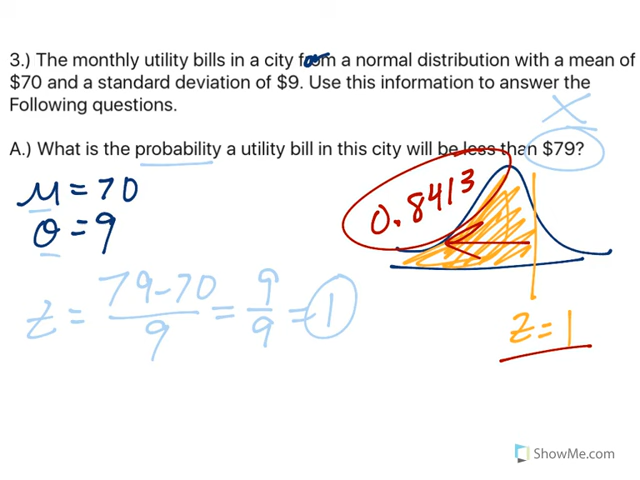 3.) The monthly utility bills in a city form a normal distribution with a mean of
$70 and a standard deviation of $9. Use this information to answer the
Following questions.
X
A.) What is the probability a utility bill in this city will be less than $79?
μ = 70
0.8413
σ = 9
z = 79-70/9 = 9/9 = 1
z = 1
ShowMe.com